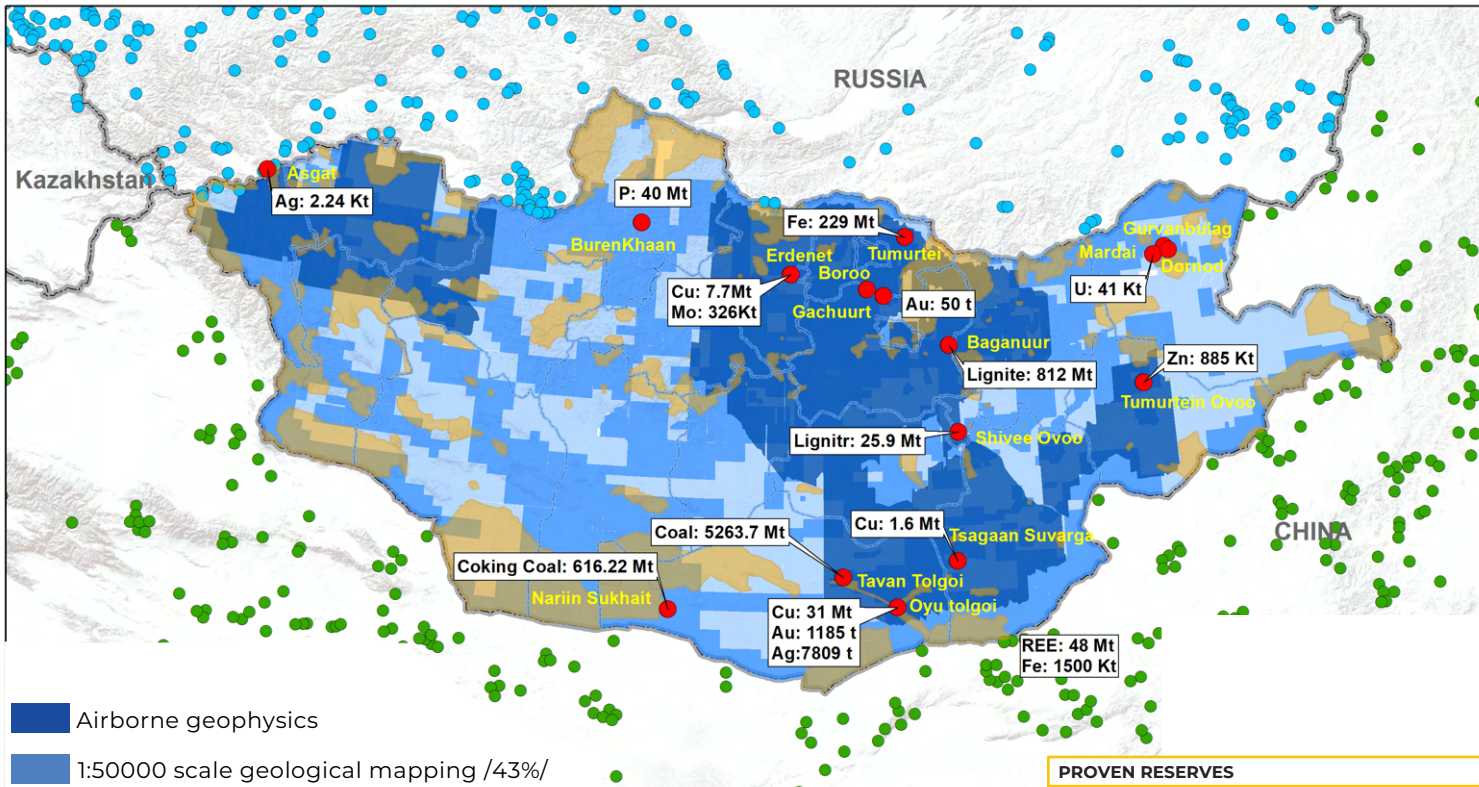 RUSSIA
Kazakhstan
Asgat
Ag: 2.24 Kt
P: 40 Mt
BurenKhaan
Fe: 229 Mt
Tumurtei
Erdenet
Boroo
Cu: 7.7Mt
Mo: 326Kt
Gachuurt
Au: 50 t
Gurvanbulag
Mardai
Dornod
U: 41 Kt
Baganuur
Lignite: 812 Mt
Zn: 885 Kt
Tumurtein Ovoo
Lignitr: 25.9 Mt
Shivee Ovoo
Coal: 5263.7 Mt
Cu: 1.6 Mt
Tsagaan Suvarga
CHINA
Coking Coal: 616.22 Mt
Nariin Sukhait
Tavan Tolgoi
Oyu tolgoi
Cu: 31 Mt
Au: 1185 t
Ag:7809 t
REE: 48 Mt
Fe: 1500 Kt
Airborne geophysics
1:50000 scale geological mapping /43%/
PROVEN RESERVES